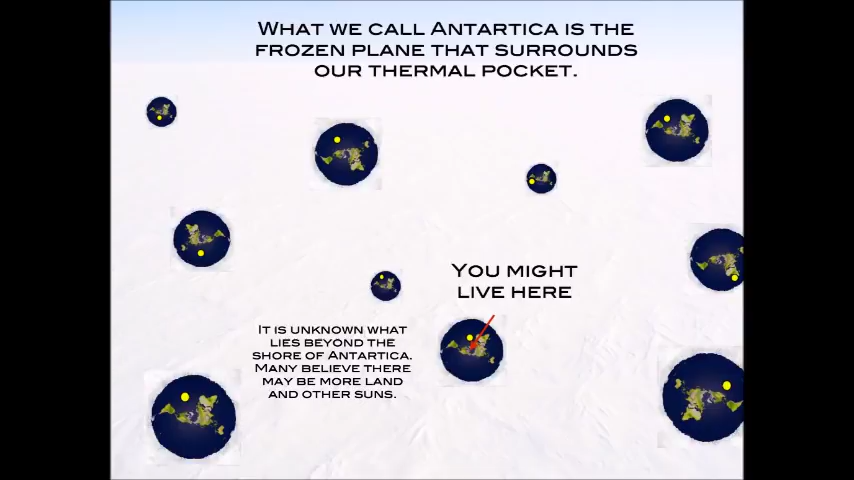 What we call Antartica is the
frozen plane that surrounds
our thermal pocket.
You might
live here
It is unknown what
lies beyond the
shore of Antartica.
Many believe there
may be more land
and other suns.